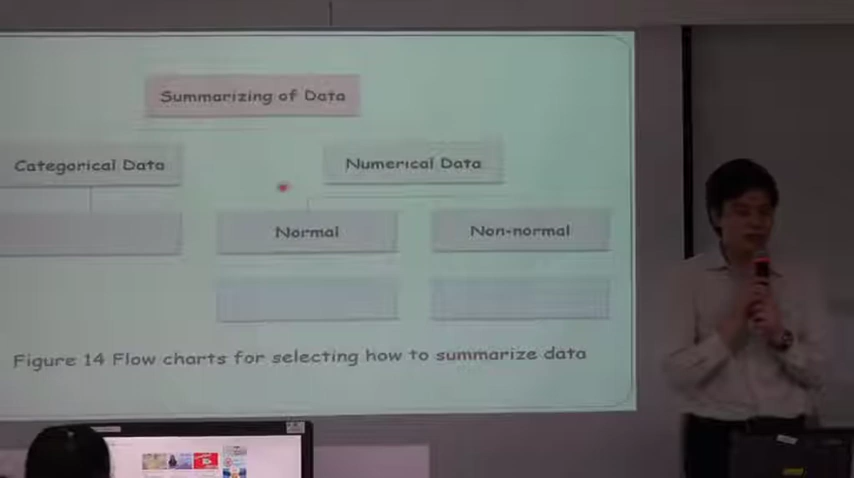 Summarizing of Data
Categorical Data
Numerical Data
Normal
Non-normal
Figure 14 Flow charts for selecting how to summarize data